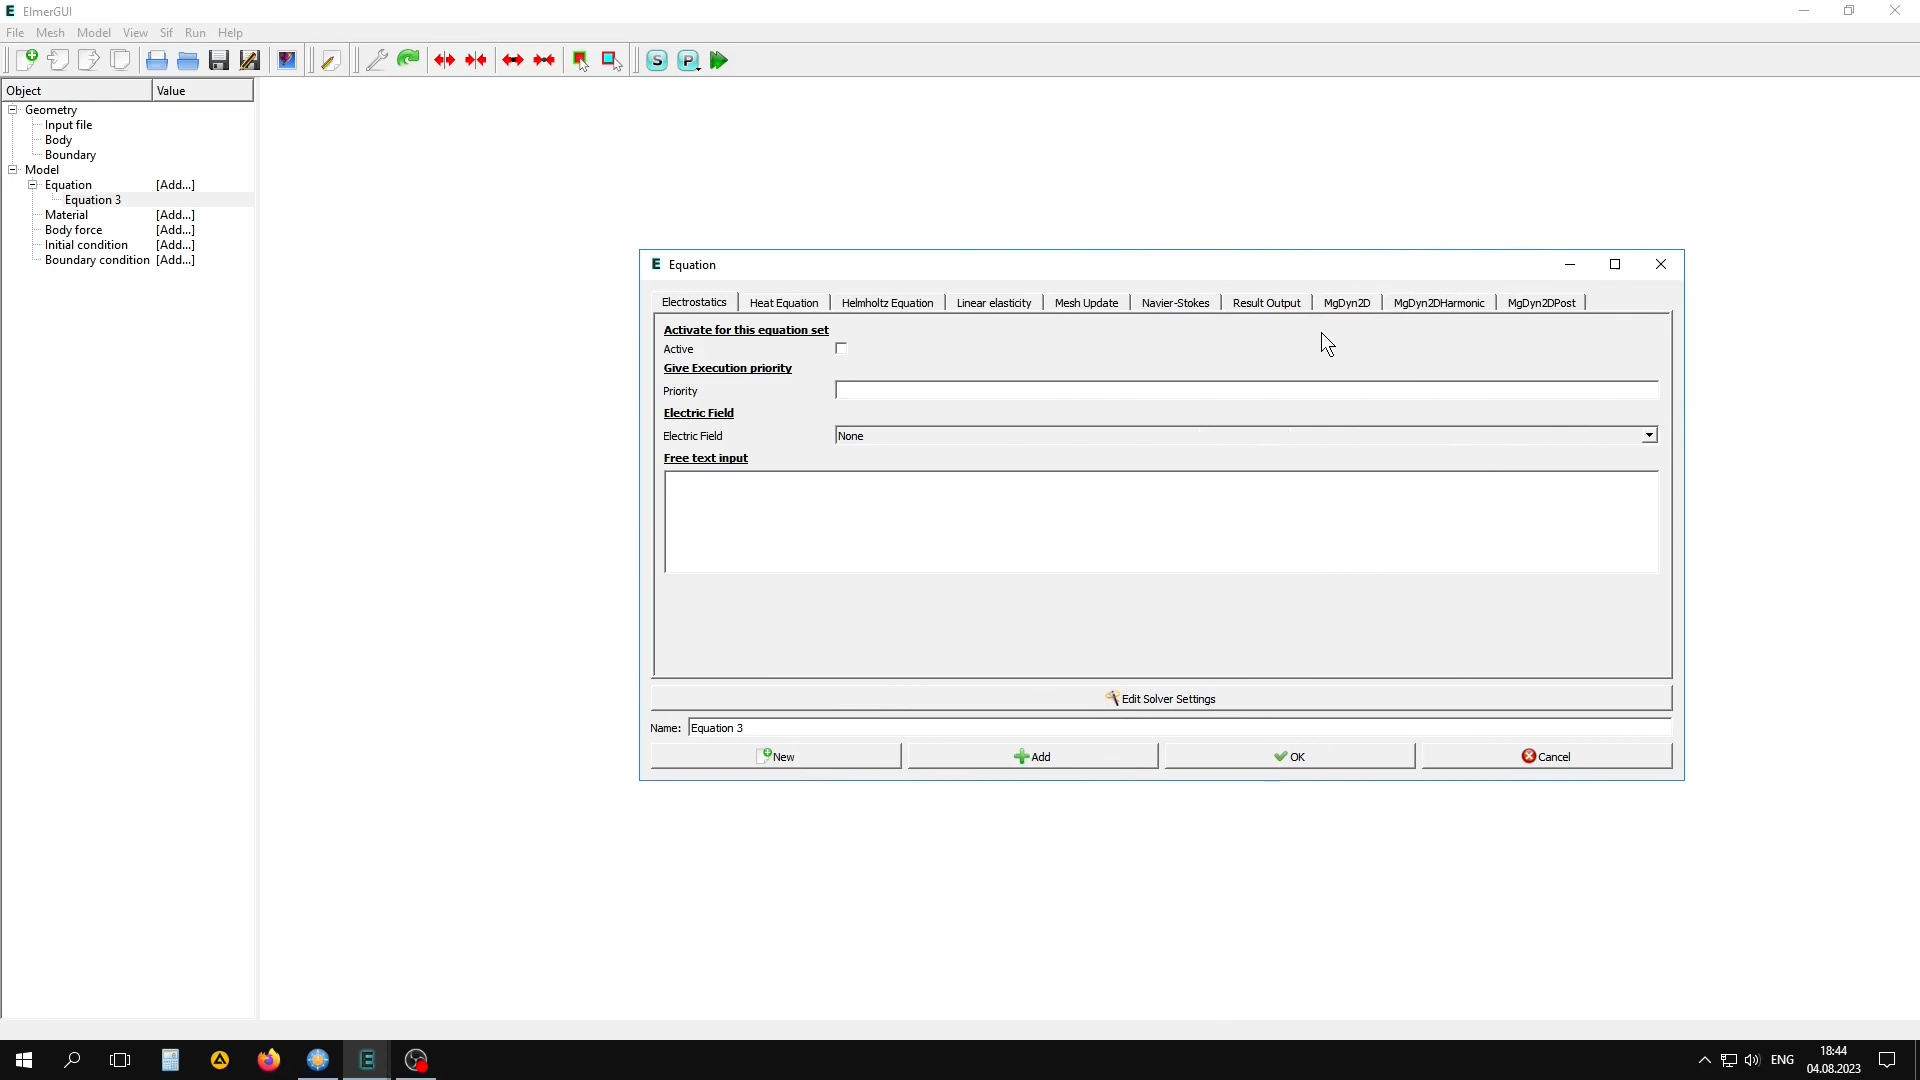 ElmerGUI
File Mesh Model View Sif Run Help
S P
Object Value
Geometry
Input file
Body
Boundary
Model
Equation [Add...]
Equation 3
Material [Add...]
Body force [Add...]
Initial condition [Add...]
Boundary condition [Add...]
E Equation
Electrostatics Heat Equation Helmholtz Equation Linear elasticity Mesh Update Navier-Stokes Result Output MgDyn2D MgDyn2DHarmonic MgDyn2DPost
Activate for this equation set
Active
Give Execution priority
Priority
Electric Field
Electric Field None
Free text input
Edit Solver Settings
Name: Equation 3
New Add OK Cancel
ENG 18:44
04.08.2023